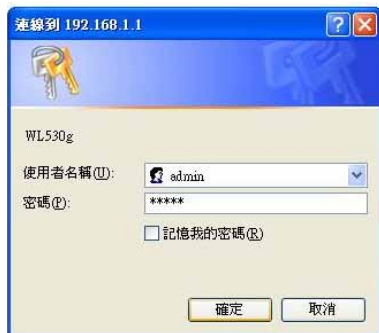 連線到 192.168.1.1
WL530g
使用者名稱(U):
admin
密碼(P):
*****
記憶我的密碼(R)
確定
取消